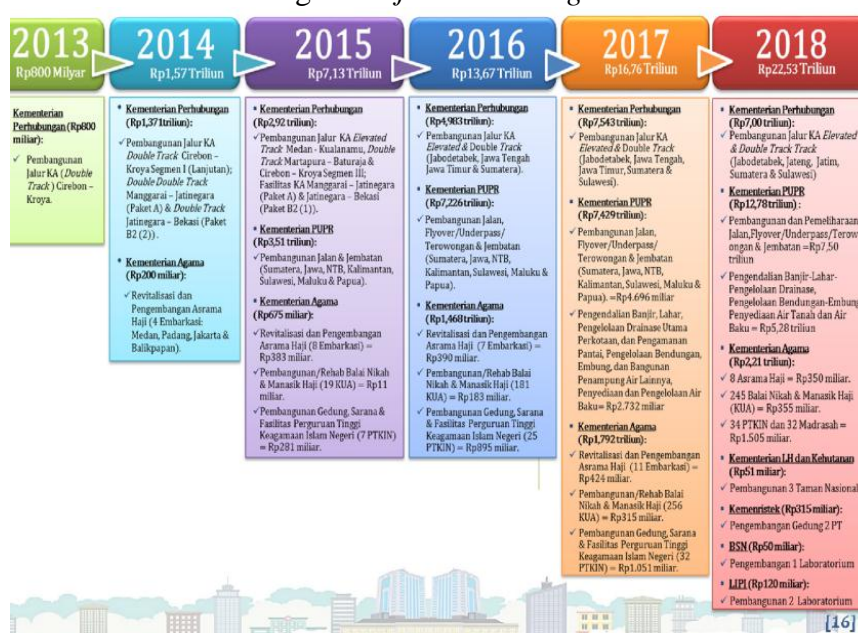 2013
Rp800 Milyar
Kementerian
Perhubungan (Rp800
miliar):
✓ Pembangunan
Jalur KA (Double
Track) Cirebon –
Kroya.
2014
Rp1,57 Triliun
• Kementerian Perhubungan
(Rp1,371triliun):
✓Pembangunan Jalur KA
Double Track Cirebon –
Kroya Segmen I (Lanjutan);
Double Double Track
Manggarai – Jatinegara
(Paket A) & Double Track
Jatinegara – Bekasi (Paket
B2 (2)).
• Kementerian Agama
(Rp200 miliar):
✓Revitalisasi dan
Pengembangan Asrama
Haji (4 Embarkasi:
Medan, Padang, Jakarta &
Balikpapan).
2015
Rp7,13 Triliun
• Kementerian Perhubungan
(Rp2,92 triliun):
✓Pembangunan Jalur KA Elevated
Track Medan - Kualanamu, Double
Track Martapura – Baturaja &
Cirebon – Kroya Segmen III;
Fasilitas KA Manggarai – Jatinegara
(Paket A) & Jatinegara – Bekasi
(Paket B2 (1)).
• Kementerian PUPR
(Rp3,51 triliun):
✓Pembangunan Jalan & Jembatan
(Sumatera, Jawa, NTB, Kalimantan,
Sulawesi, Maluku & Papua).
• Kementerian Agama
(Rp675 miliar):
✓Revitalisasi dan Pengembangan
Asrama Haji (8 Embarkasi) =
Rp383 miliar.
✓Pembangunan/Rehab Balai Nikah
& Manasik Haji (19 KUA) = Rp11
miliar.
✓Pembangunan Gedung, Sarana &
Fasilitas Perguruan Tinggi
Keagamaan Islam Negeri (7 PTKIN)
= Rp281 miliar.
2016
Rp13,67 Triliun
• Kementerian Perhubungan
(Rp4,983 triliun):
✓Pembangunan Jalur KA
Elevated & Double Track
(Jabodetabek, Jawa Tengah
Jawa Timur & Sumatera).
• Kementerian PUPR
(Rp7,226 triliun):
✓Pembangunan Jalan,
Flyover/Underpass/
Terowongan & Jembatan
(Sumatera, Jawa, NTB,
Kalimantan, Sulawesi, Maluku &
Papua.
• Kementerian Agama
(Rp1,468 triliun):
✓Revitalisasi dan Pengembangan
Asrama Haji (7 Embarkasi) =
Rp390 miliar.
✓Pembangunan/Rehab Balai
Nikah & Manasik Haji (181
KUA) = Rp183 miliar.
✓Pembangunan Gedung, Sarana &
Fasilitas Perguruan Tinggi
Keagamaan Islam Negeri (25
PTKIN) = Rp895 miliar.
2017
Rp16,76 Triliun
• Kementerian Perhubungan
(Rp7,543 triliun):
✓Pembangunan Jalur KA
Elevated & Double Track
(Jabodetabek, Jawa Tengah,
Jawa Timur, Sumatera &
Sulawesi).
• Kementerian PUPR
(Rp7,429 triliun):
✓Pembangunan Jalan,
Flyover/Underpass/
Terowongan & Jembatan
(Sumatera, Jawa, NTB,
Kalimantan, Sulawesi, Maluku &
Papua). =Rp4.696 miliar
✓Pengendalian Banjir, Lahar,
Pengelolaan Drainase Utama
Perkotaan, dan Pengamanan
Pantai, Pengelolaan Bendungan,
Embung, dan Bangunan
Penampung Air Lainnya,
Penyediaan dan Pengelolaan Air
Baku= Rp2.732 miliar
• Kementerian Agama
(Rp1,792 triliun):
✓Revitalisasi dan Pengembangan
Asrama Haji (11 Embarkasi) =
Rp424 miliar.
✓Pembangunan/Rehab Balai
Nikah & Manasik Haji (256
KUA) = Rp315 miliar.
✓Pembangunan Gedung, Sarana
& Fasilitas Perguruan Tinggi
Keagamaan Islam Negeri (32
PTKIN) = Rp1.051 miliar.
2018
Rp22,53 Triliun
• Kementerian Perhubungan
(Rp7,00 triliun):
✓Pembangunan Jalur KA Elevated
& Double Track Track
(Jabodetabek, Jateng, Jatim,
Sumatera & Sulawesi)
• Kementerian PUPR
(Rp12,78 triliun) :
✓Pembangunan dan Pemeliharaan
Jalan,Flyover/Underpass/Terow
ongan & Jembatan =Rp7,50
triliun
✓Pengendalian Banjir-Lahar-
Pengelolaan Drainase,
Pengelolaan Bendungan-Embung
Penyediaan Air Tanah dan Air
Baku = Rp5,28 triliun
• Kementerian Agama
(Rp2,21 triliun):
✓8 Asrama Haji = Rp350 miliar.
✓245 Balai Nikah & Manasik Haji
(KUA) = Rp355 miliar.
✓34 PTKIN dan 32 Madrasah =
Rp1.505 miliar.
• Kementerian LH dan Kehutanan
(Rp51 miliar):
✓Pembangunan 3 Taman Nasional
• Kemenristek (Rp315 miliar):
✓Pengembangan Gedung 2 PT
• BSN (Rp50 miliar):
✓Pengembangan 1 Laboratorium
• LIPI (Rp120 miliar):
✓Pembangunan 2 Laboratorium
[16]